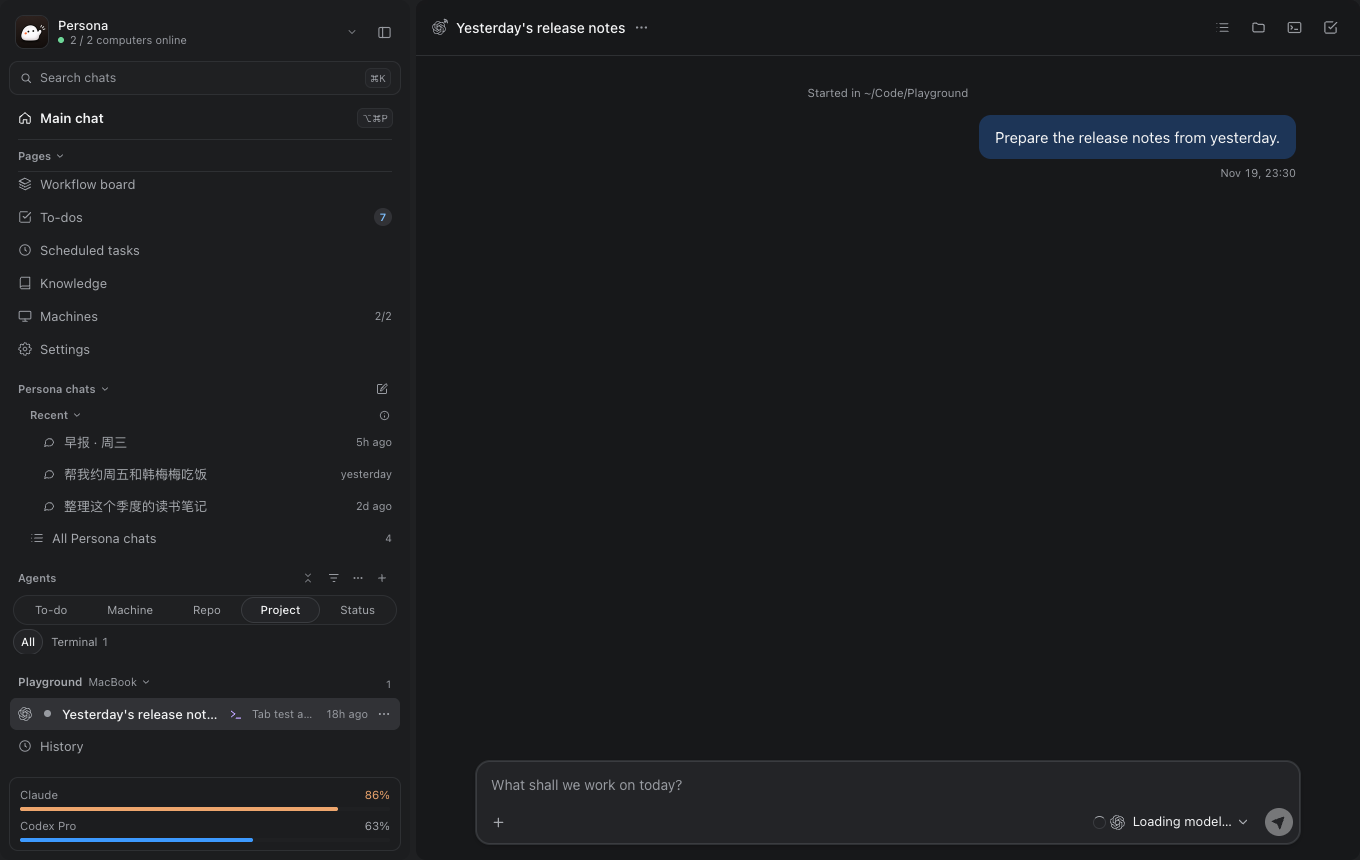 Persona
2 / 2 computers online
Search chats
⌘K
Main chat
⌥⌘P
Pages
Workflow board
To-dos
7
Scheduled tasks
Knowledge
Machines
2/2
Settings
Persona chats
Recent
早报 · 周三
5h ago
帮我约周五和韩梅梅吃饭
yesterday
整理这个季度的读书笔记
2d ago
All Persona chats
4
Agents
To-do Machine Repo Project Status
All Terminal 1
Playground MacBook
1
Yesterday's release not... Tab test a... 18h ago
History
Claude
86%
Codex Pro
63%
Yesterday's release notes
Started in ~/Code/Playground
Prepare the release notes from yesterday.
Nov 19, 23:30
What shall we work on today?
Loading model...